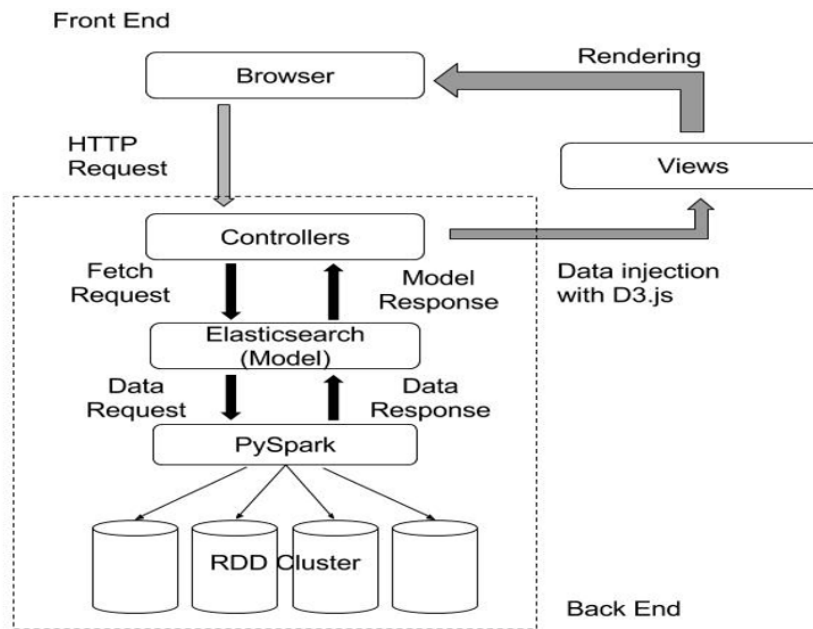 Front End
Browser
Rendering
HTTP
Request
Views
Controllers
Fetch
Request
Model
Response
Data injection
with D3.js
Elasticsearch
(Model)
Data
Request
Data
Response
PySpark
RDD Cluster
Back End